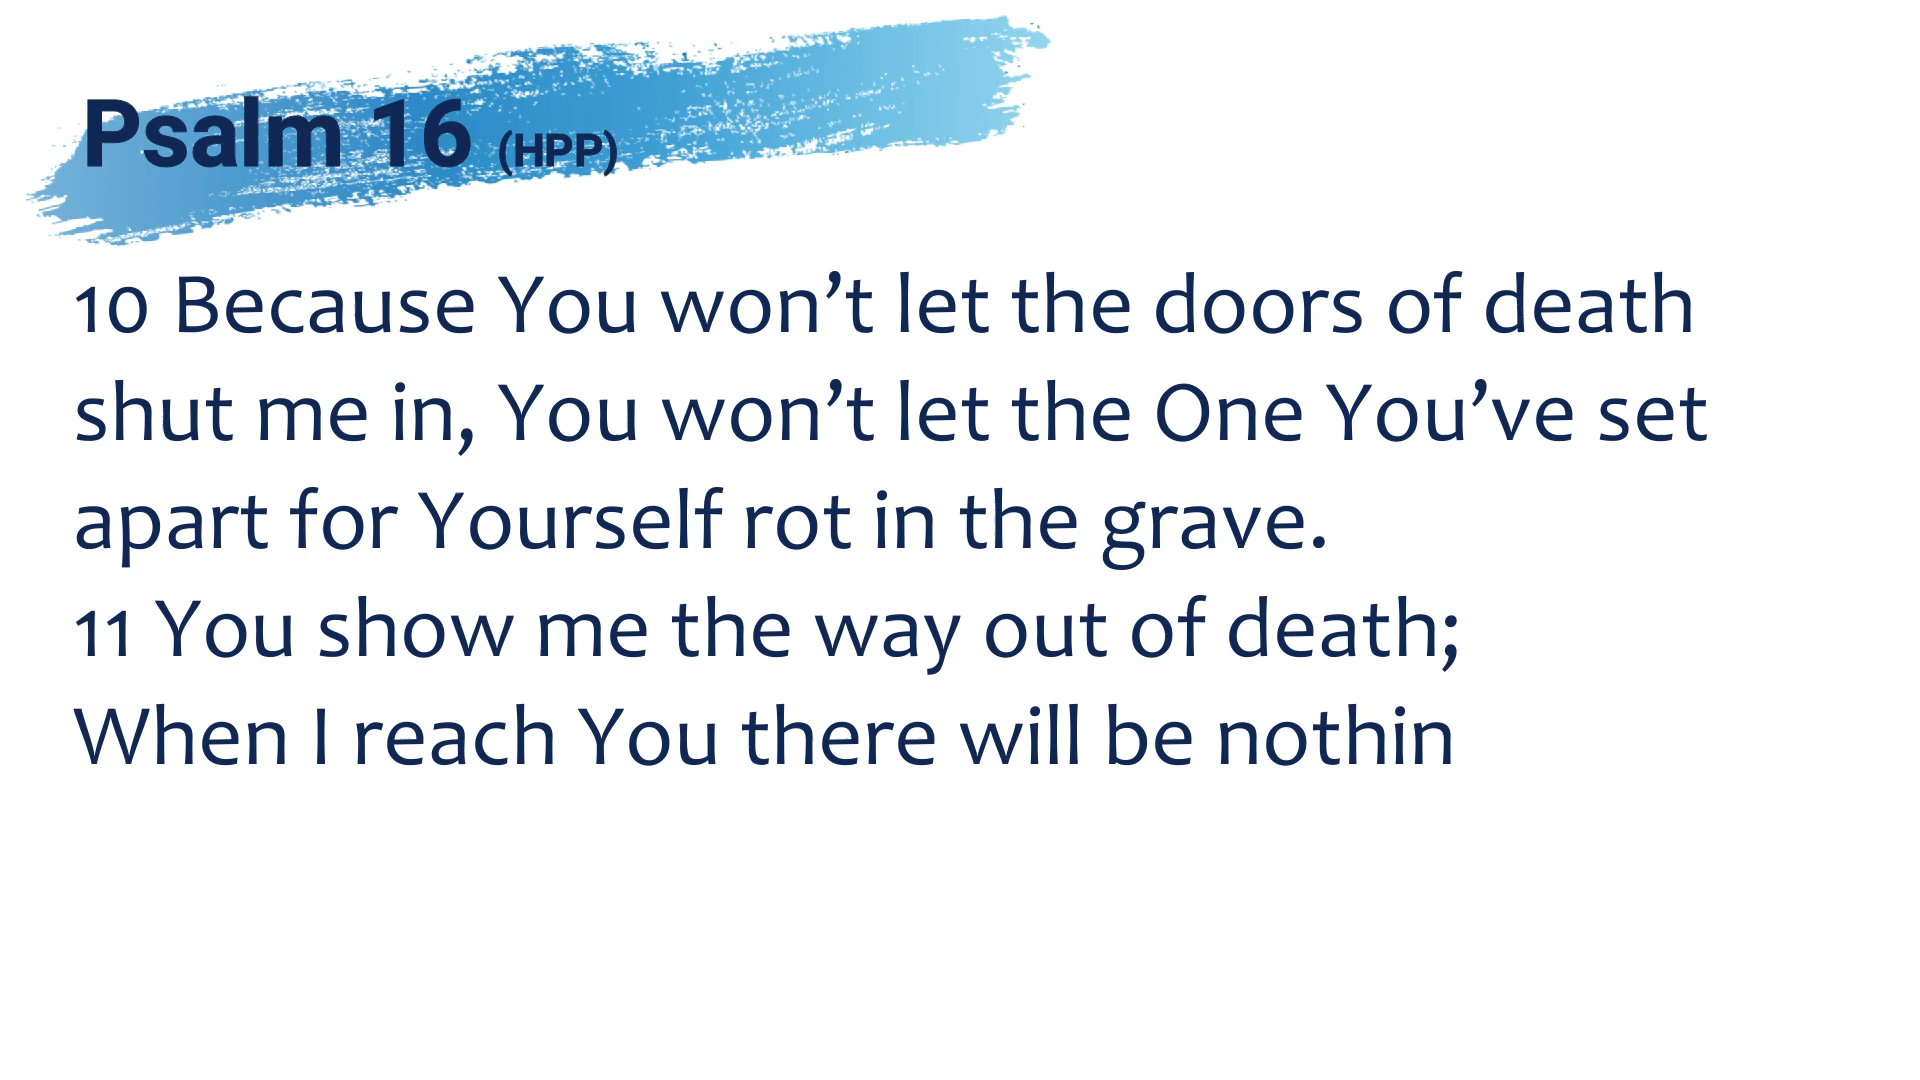 Psalm 16 (HPP)
10 Because You won’t let the doors of death
shut me in, You won’t let the One You’ve set
apart for Yourself rot in the grave.
11 You show me the way out of death;
When I reach You there will be nothin